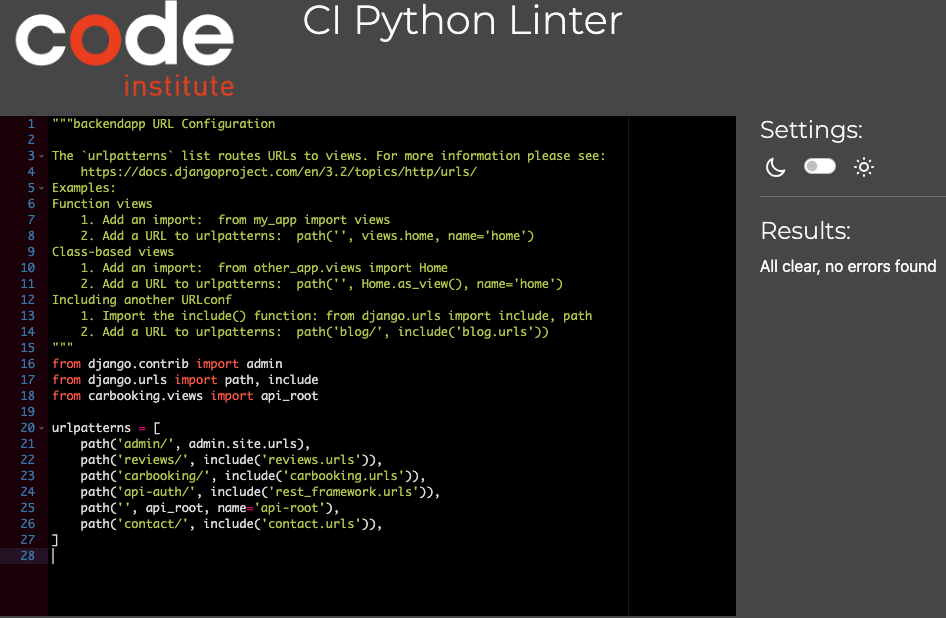 code
institute
CI Python Linter
1 """backendapp URL Configuration
2
3 The `urlpatterns` list routes URLs to views. For more information please see:
4     https://docs.djangoproject.com/en/3.2/topics/http/urls/
5 Examples:
6 Function views
7     1. Add an import:  from my_app import views
8     2. Add a URL to urlpatterns:  path('', views.home, name='home')
9 Class-based views
10     1. Add an import:  from other_app.views import Home
11     2. Add a URL to urlpatterns:  path('', Home.as_view(), name='home')
12 Including another URLconf
13     1. Import the include() function: from django.urls import include, path
14     2. Add a URL to urlpatterns:  path('blog/', include('blog.urls'))
15 """
16 from django.contrib import admin
17 from django.urls import path, include
18 from carbooking.views import api_root
19
20 urlpatterns = [
21     path('admin/', admin.site.urls),
22     path('reviews/', include('reviews.urls')),
23     path('carbooking/', include('carbooking.urls')),
24     path('api-auth/', include('rest_framework.urls')),
25     path('', api_root, name='api-root'),
26     path('contact/', include('contact.urls')),
27 ]
28
Settings:
Results:
All clear, no errors found